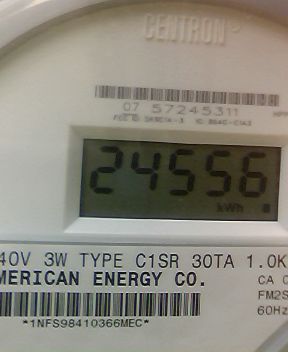 CENTRON
07 57245311
24556
kWh
40V 3W TYPE C1SR 30TA 1.0K
MERICAN ENERGY CO.
CA 
FM2S
60Hz
*1NFS98410366MEC*